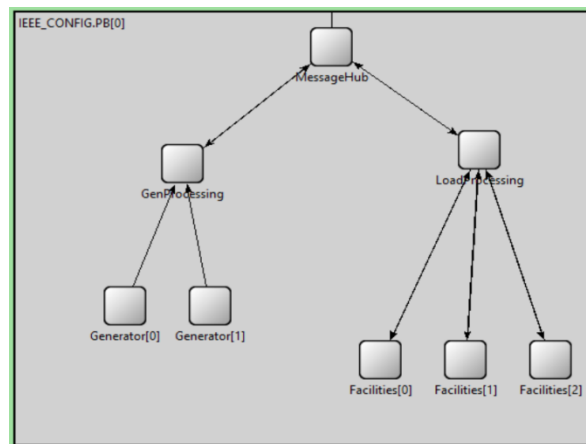 IEEE_CONFIG.PB[0]
MessageHub
GenProcessing
LoadProcessing
Generator[0]
Generator[1]
Facilities[0]
Facilities[1]
Facilities[2]